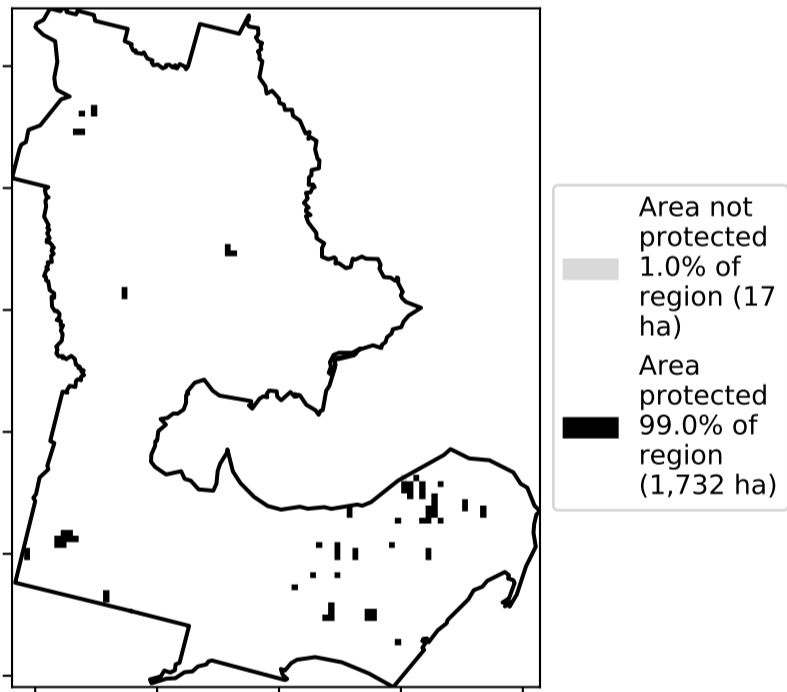 Area not
protected
1.0% of
region (17
ha)
Area
protected
99.0% of
region
(1,732 ha)